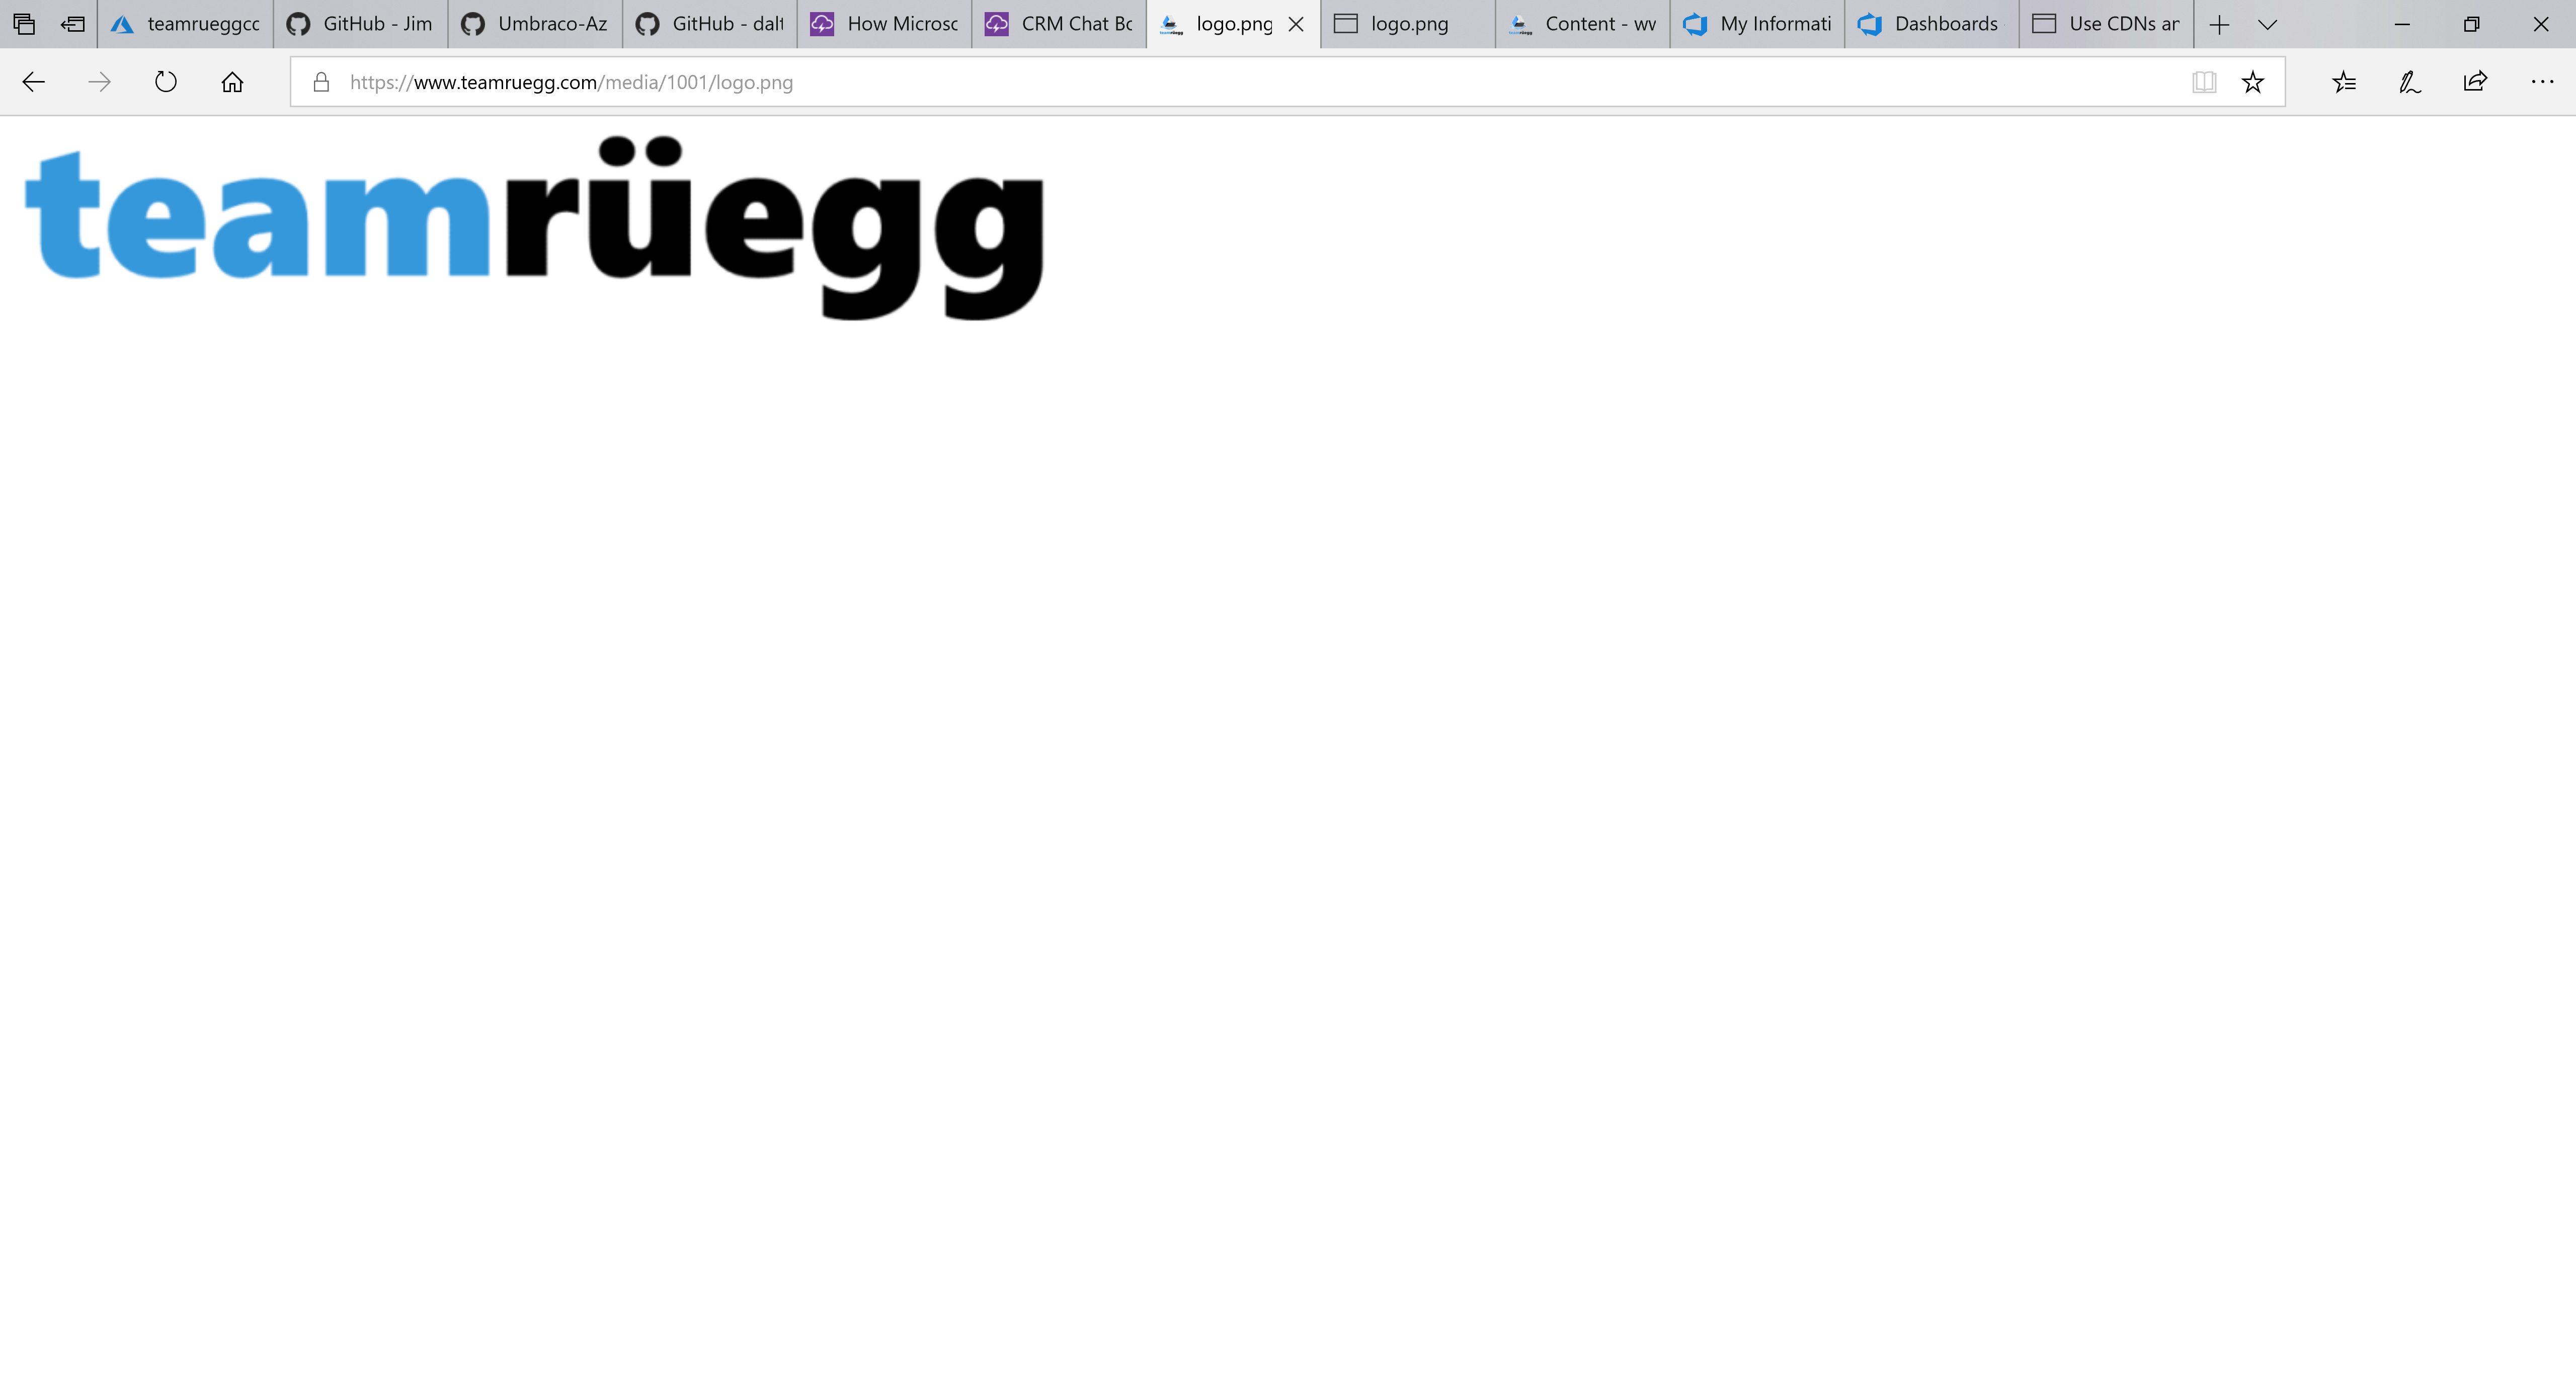 teamrueggcc
GitHub - Jim
Umbraco-Az
GitHub - dalt
How Microsc
CRM Chat Bo
logo.png
logo.png
Content - wv
My Informati
Dashboards
Use CDNs ar
https://www.teamruegg.com/media/1001/logo.png
teamrüegg